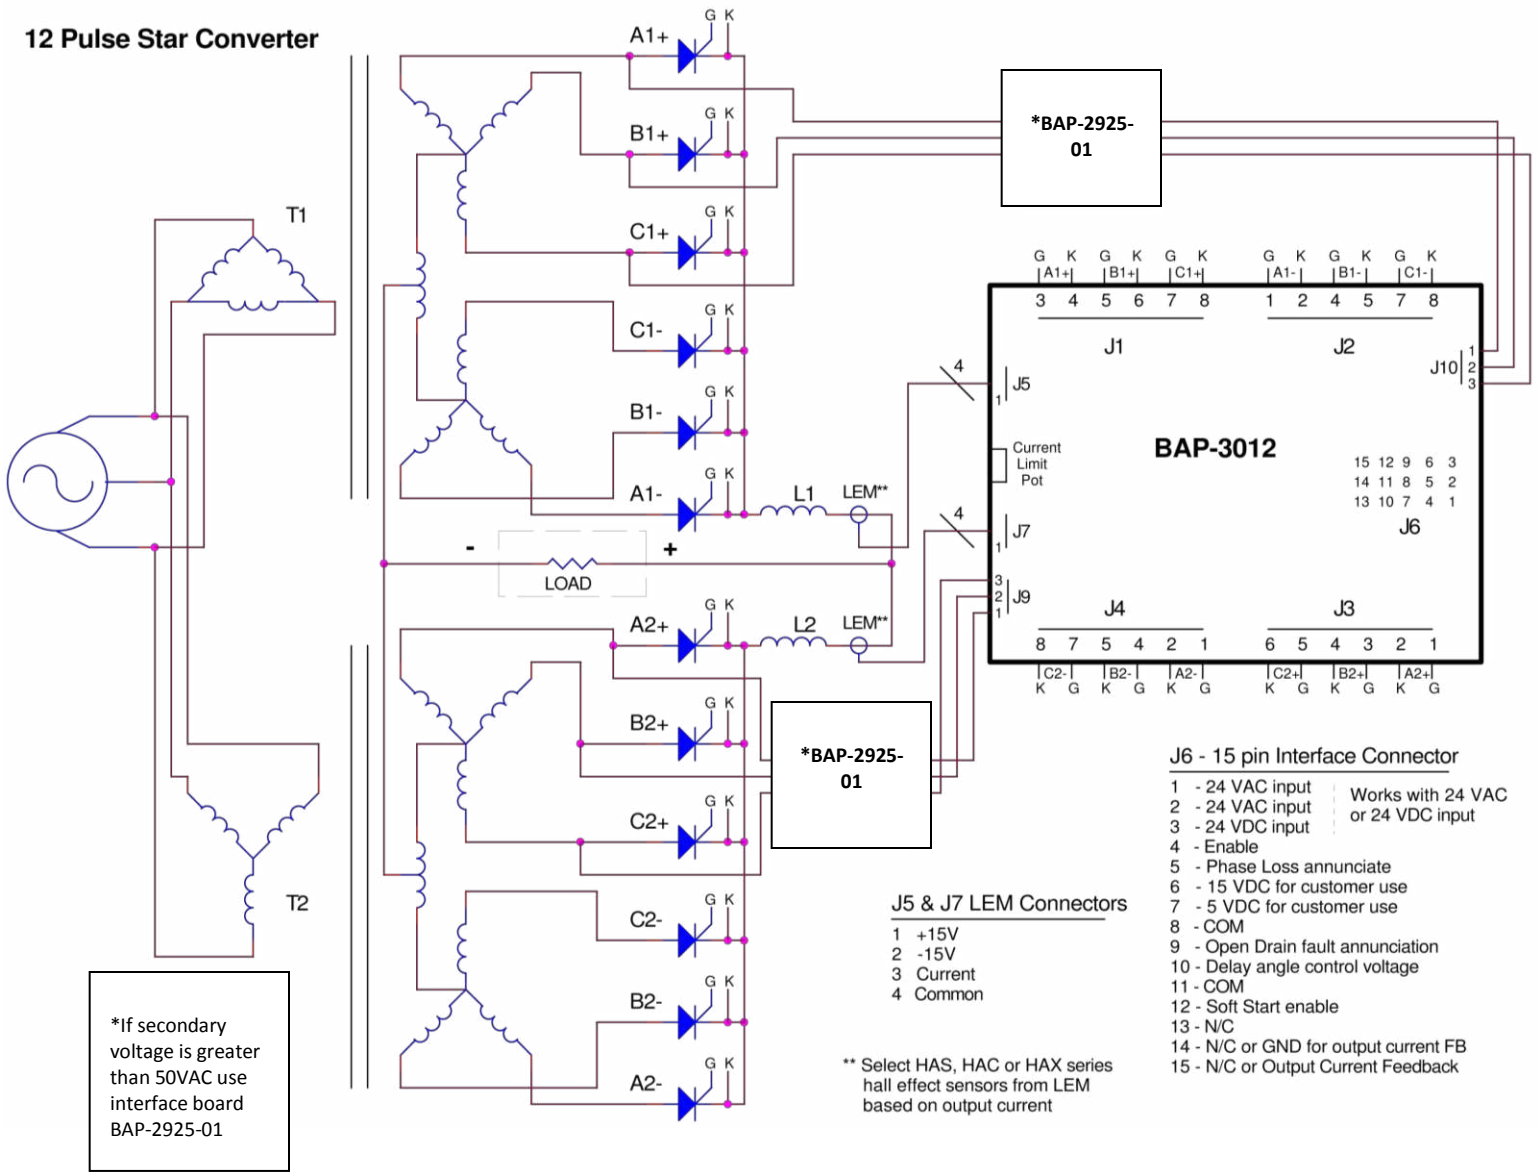 12 Pulse Star Converter
T1
T2
G K
A1+
G K
B1+
G K
C1+
G K
C1-
G K
B1-
G K
A1-
L1
LEM**
-
+
LOAD
G K
A2+
L2
LEM**
G K
B2+
G K
C2+
G K
C2-
G K
B2-
G K
A2-
*BAP-2925-
01
*BAP-2925-
01
G K G K G K G K G K G K
A1+ B1+ C1+ A1- B1- C1-
3 4 5 6 7 8 1 2 4 5 7 8
J1 J2
1
J10 2
3
4
J5
1
Current
Limit
Pot
BAP-3012
15 12 9 6 3
14 11 8 5 2
13 10 7 4 1
J6
4
J7
1
3
2 J9
1
J4 J3
8 7 5 4 2 1 6 5 4 3 2 1
C2- B2- A2- C2+ B2+ A2+
K G K G K G K G K G K G
J6 - 15 pin Interface Connector
1 - 24 VAC input
2 - 24 VAC input
3 - 24 VDC input
Works with 24 VAC
or 24 VDC input
4 - Enable
5 - Phase Loss annunciate
6 - 15 VDC for customer use
7 - 5 VDC for customer use
8 - COM
9 - Open Drain fault annunciation
10 - Delay angle control voltage
11 - COM
12 - Soft Start enable
13 - N/C
14 - N/C or GND for output current FB
15 - N/C or Output Current Feedback
J5 & J7 LEM Connectors
1 +15V
2 -15V
3 Current
4 Common
** Select HAS, HAC or HAX series
hall effect sensors from LEM
based on output current
*If secondary
voltage is greater
than 50VAC use
interface board
BAP-2925-01